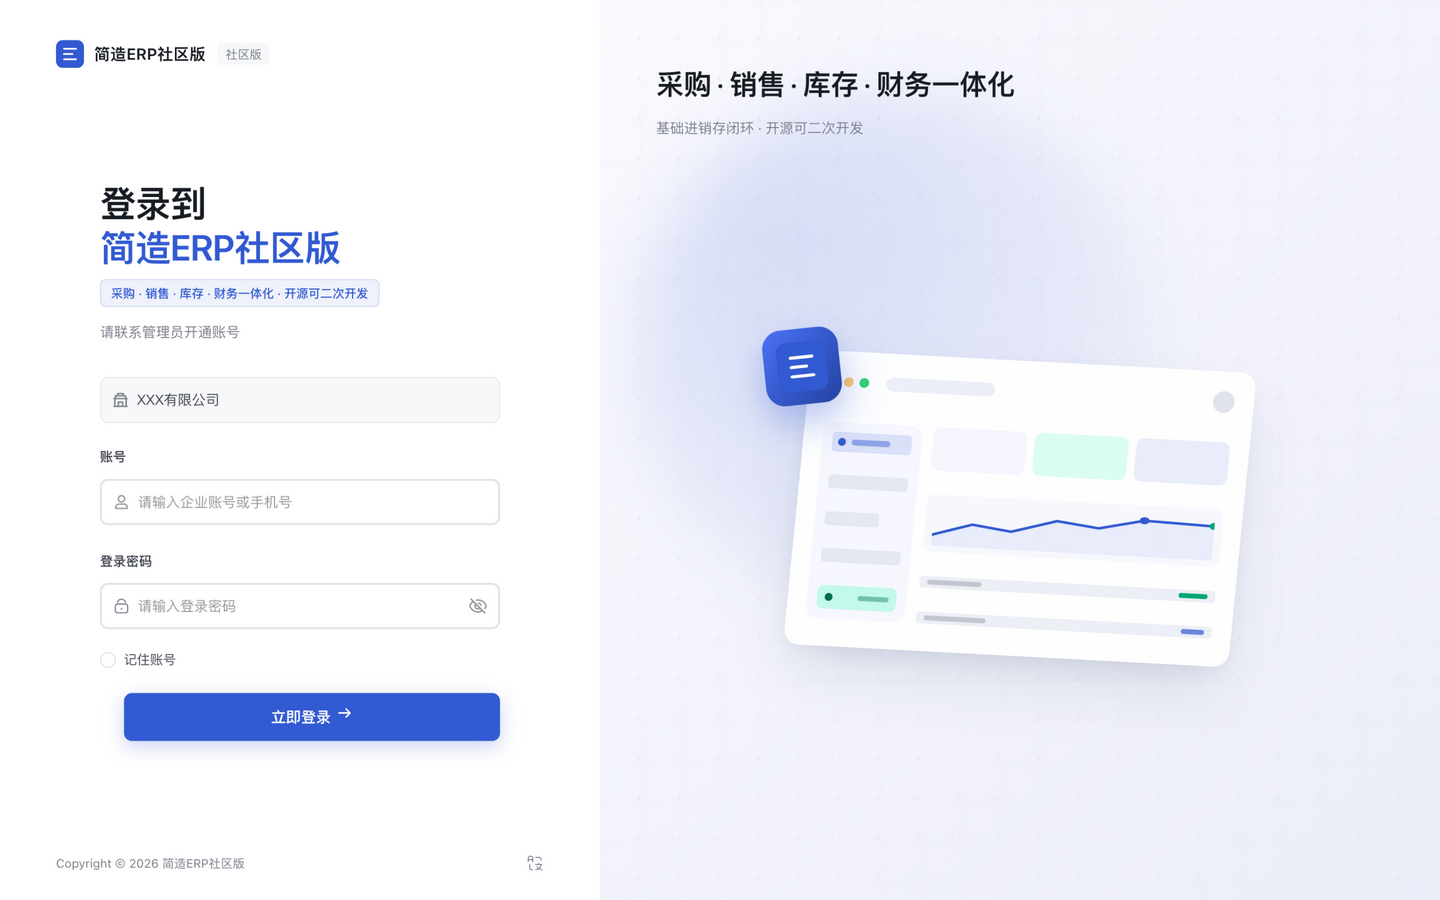 简造ERP社区版 社区版
登录到
简造ERP社区版
采购 · 销售 · 库存 · 财务一体化 · 开源可二次开发
请联系管理员开通账号
XXX有限公司
账号
请输入企业账号或手机号
登录密码
请输入登录密码
记住账号
立即登录 →
Copyright © 2026 简造ERP社区版
采购 · 销售 · 库存 · 财务一体化
基础进销存闭环 · 开源可二次开发